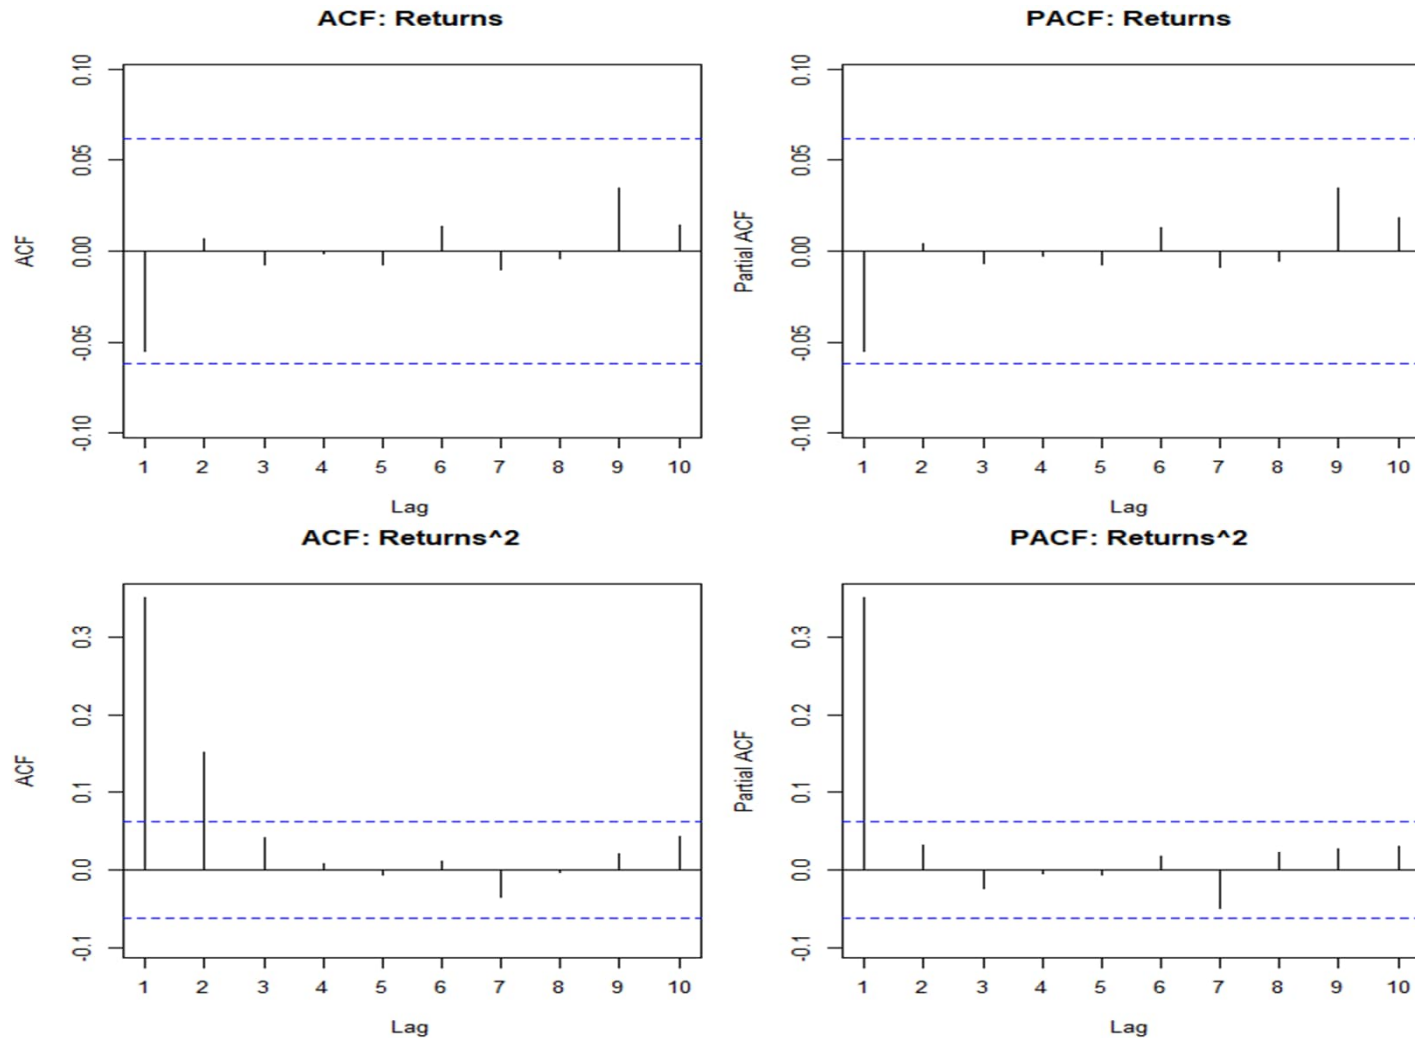 ACF: Returns
ACF
0.10
0.05
0.00
-0.05
-0.10
1 2 3 4 5 6 7 8 9 10
Lag
PACF: Returns
Partial ACF
0.10
0.05
0.00
-0.05
-0.10
1 2 3 4 5 6 7 8 9 10
Lag
ACF: Returns^2
ACF
0.3
0.2
0.1
0.0
-0.1
1 2 3 4 5 6 7 8 9 10
Lag
PACF: Returns^2
Partial ACF
0.3
0.2
0.1
0.0
-0.1
1 2 3 4 5 6 7 8 9 10
Lag